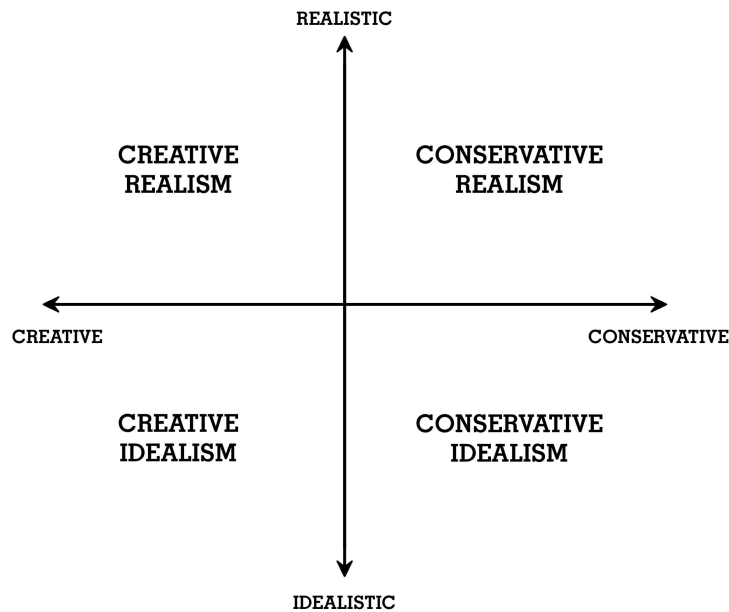 REALISTIC
CREATIVE
REALISM
CONSERVATIVE
REALISM
CREATIVE
CONSERVATIVE
CREATIVE
IDEALISM
CONSERVATIVE
IDEALISM
IDEALISTIC